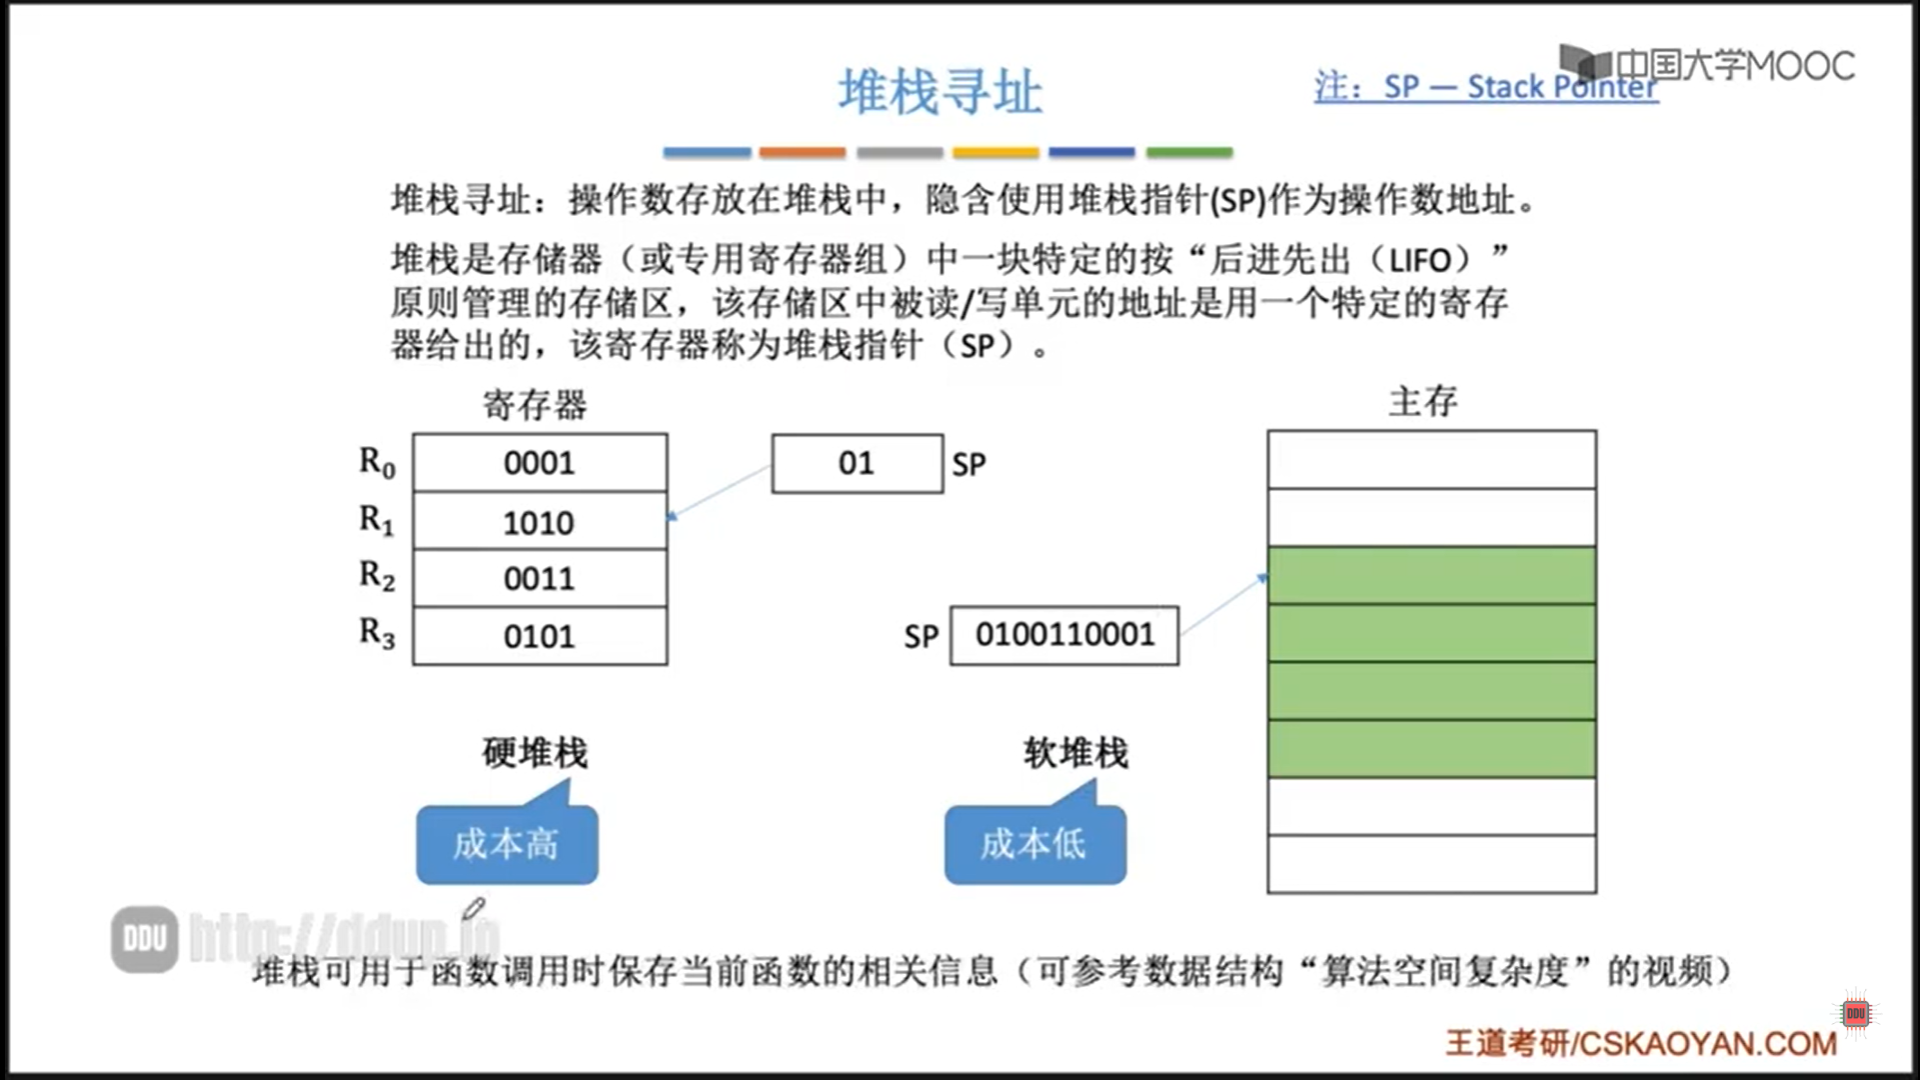 中国大学MOOC
堆栈寻址
注：SP — Stack Pointer
堆栈寻址：操作数存放在堆栈中，隐含使用堆栈指针(SP)作为操作数地址。
堆栈是存储器（或专用寄存器组）中一块特定的按“后进先出（LIFO）”
原则管理的存储区，该存储区中被读/写单元的地址是用一个特定的寄存
器给出的，该寄存器称为堆栈指针（SP）。
寄存器
主存
R₀ 0001
01 SP
R₁ 1010
R₂ 0011
R₃ 0101
SP 0100110001
硬堆栈
软堆栈
成本高
成本低
DDU http://ddup.io
堆栈可用于函数调用时保存当前函数的相关信息（可参考数据结构“算法空间复杂度”的视频）
DDU
王道考研/CSKAOYAN.COM